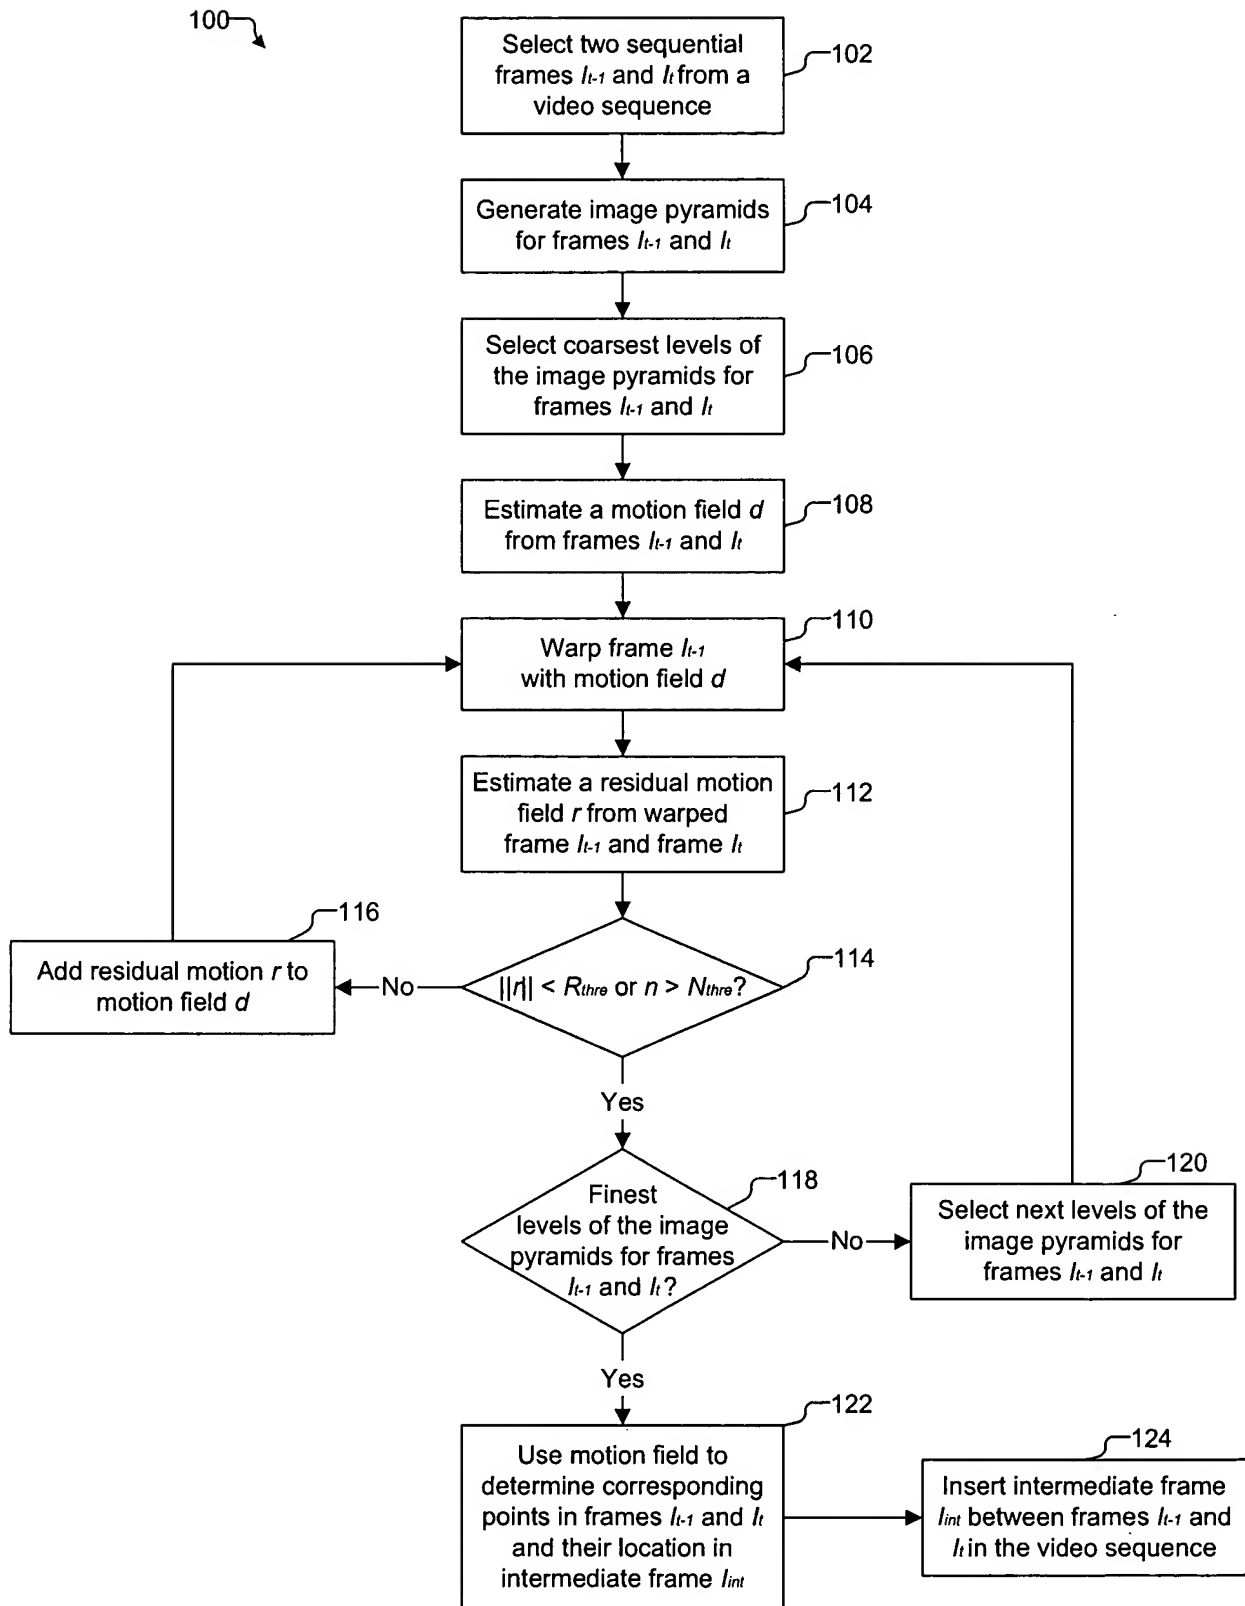 100
Select two sequential
frames It-1 and It from a
video sequence
102
Generate image pyramids
for frames It-1 and It
104
Select coarsest levels of
the image pyramids for
frames It-1 and It
106
Estimate a motion field d
from frames It-1 and It
108
Warp frame It-1
with motion field d
110
Estimate a residual motion
field r from warped
frame It-1 and frame It
112
116
Add residual motion r to
motion field d
No
||r|| < Rthre or n > Nthre?
114
Yes
Finest
levels of the image
pyramids for frames
It-1 and It?
118
No
120
Select next levels of the
image pyramids for
frames It-1 and It
Yes
122
Use motion field to
determine corresponding
points in frames It-1 and It
and their location in
intermediate frame Iint
124
Insert intermediate frame
Iint between frames It-1 and
It in the video sequence